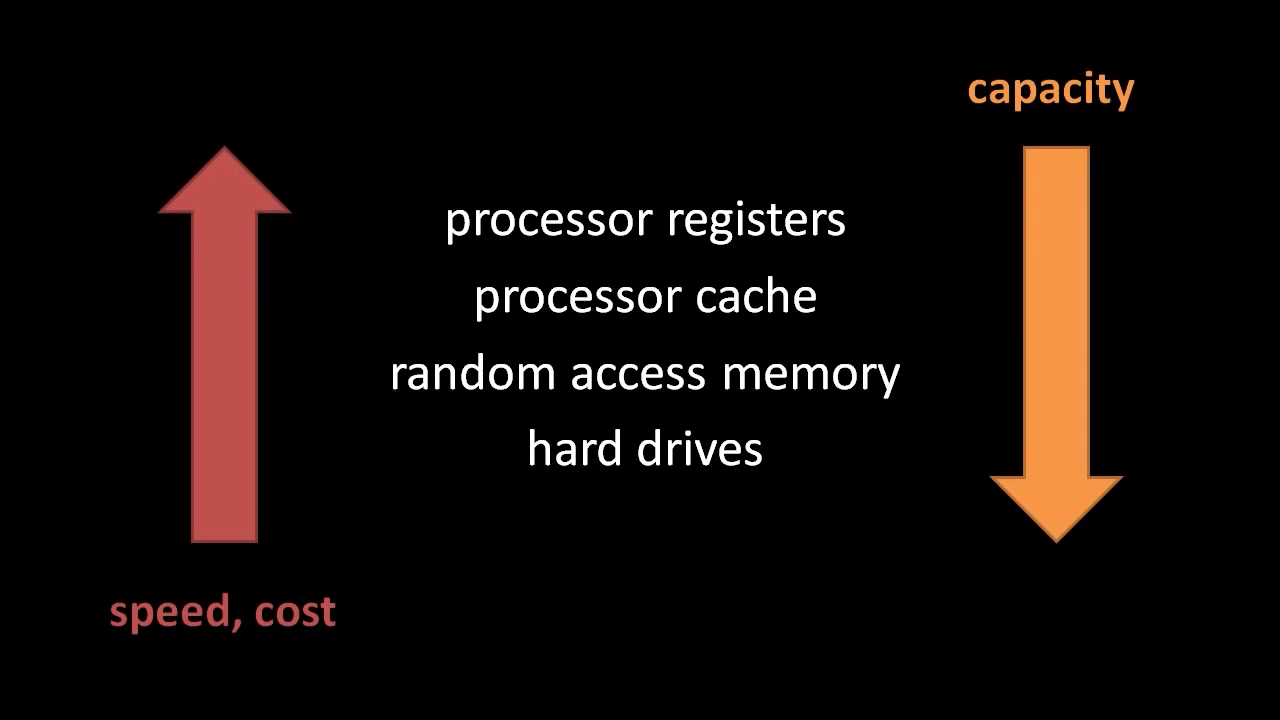 capacity
processor registers
processor cache
random access memory
hard drives
speed, cost